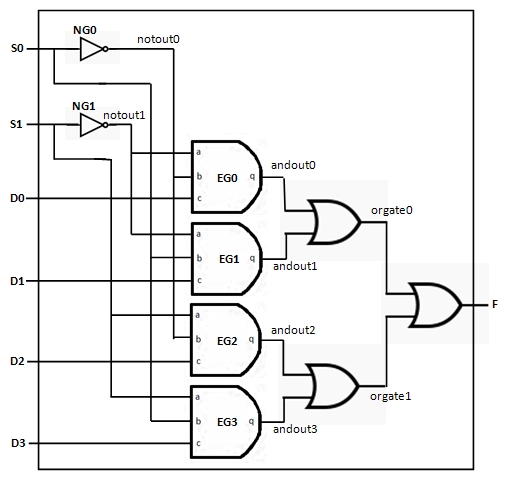 NG0
S0
notout0
NG1
notout1
S1
a
andout0
b EG0 q
c
D0
orgate0
a
b EG1 q
andout1
c
D1
F
a
andout2
b EG2 q
c
D2
orgate1
a
b EG3 q
andout3
c
D3